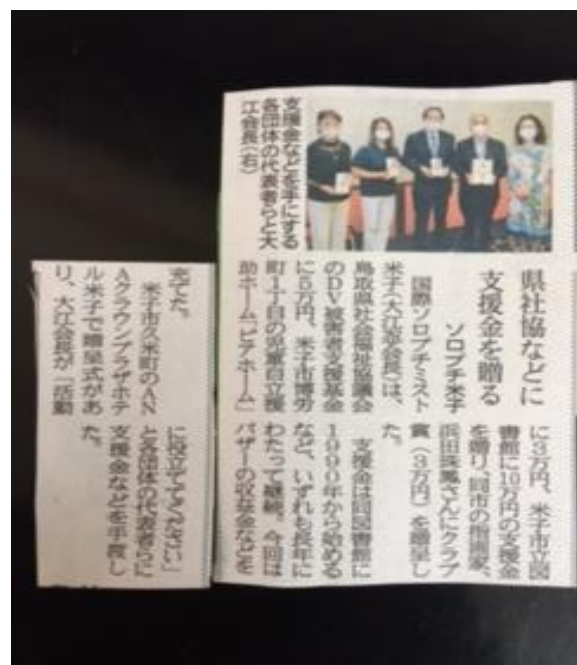 支援金などを手にする
各団体の代表者らと大
江会長(右)
県社協などに
支援金を贈る
ソロプチ米子
国際ソロプチミスト
米子(大江 会長)は、
鳥取県社会福祉協議会
のDV被害者支援基金
に5万円、米子市博労
町1丁目の児童自立援
助ホーム「ピアホーム」
に3万円、米子市立図
書館に10万円の支援金
を贈り、同市の指画家、
浜田珠鳳さんにクラブ
賞(3万円)を贈呈し
た。
支援金は同図書館に
1990年から始める
など、いずれも長年に
わたって継続。今回は
バザーの収益金などを
充てた。
米子市久米町のAN
Aクラウンプラザホテ
ル米子で贈呈式があ
り、大江会長が「活動
に役立ててください」
と各団体の代表者らに
支援金などを手渡し
た。